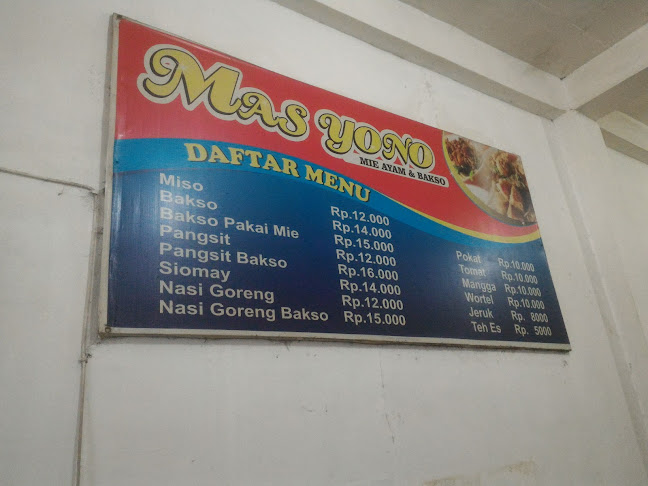 MAS YONO
MIE AYAM & BAKSO
DAFTAR MENU
Miso Rp.12.000
Bakso Rp.14.000
Bakso Pakai Mie Rp.15.000
Pangsit Rp.12.000
Pangsit Bakso Rp.16.000
Siomay Rp.14.000
Nasi Goreng Rp.12.000
Nasi Goreng Bakso Rp.15.000
Pokat Rp.10.000
Tomat Rp.10.000
Mangga Rp.10.000
Wortel Rp.10.000
Jeruk Rp. 8000
Teh Es Rp. 5000